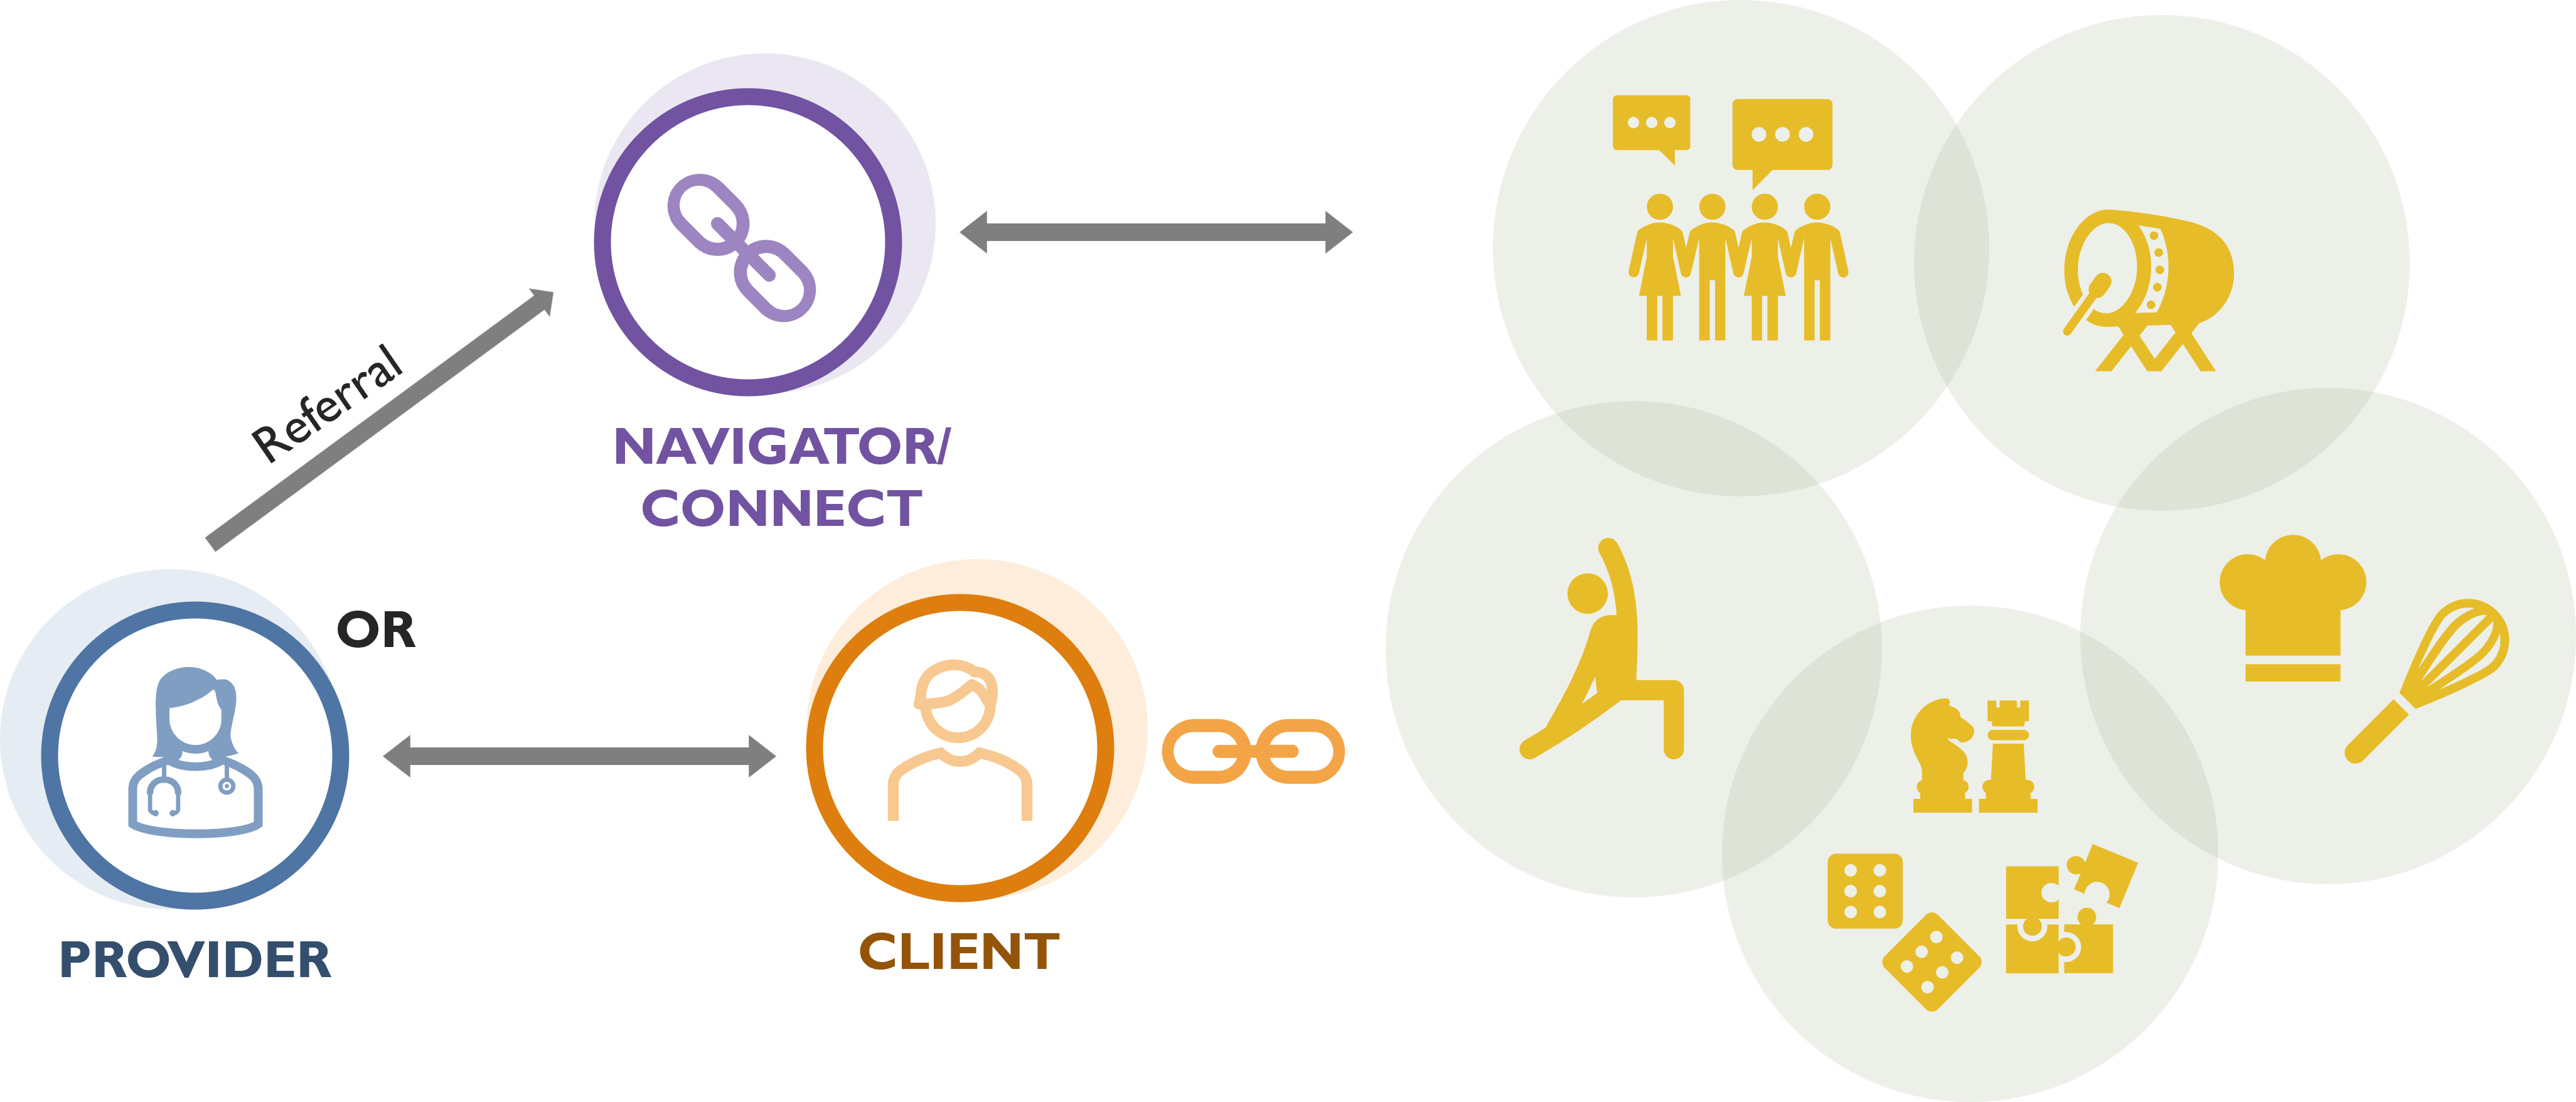 Referral
NAVIGATOR/
CONNECT
OR
PROVIDER
CLIENT